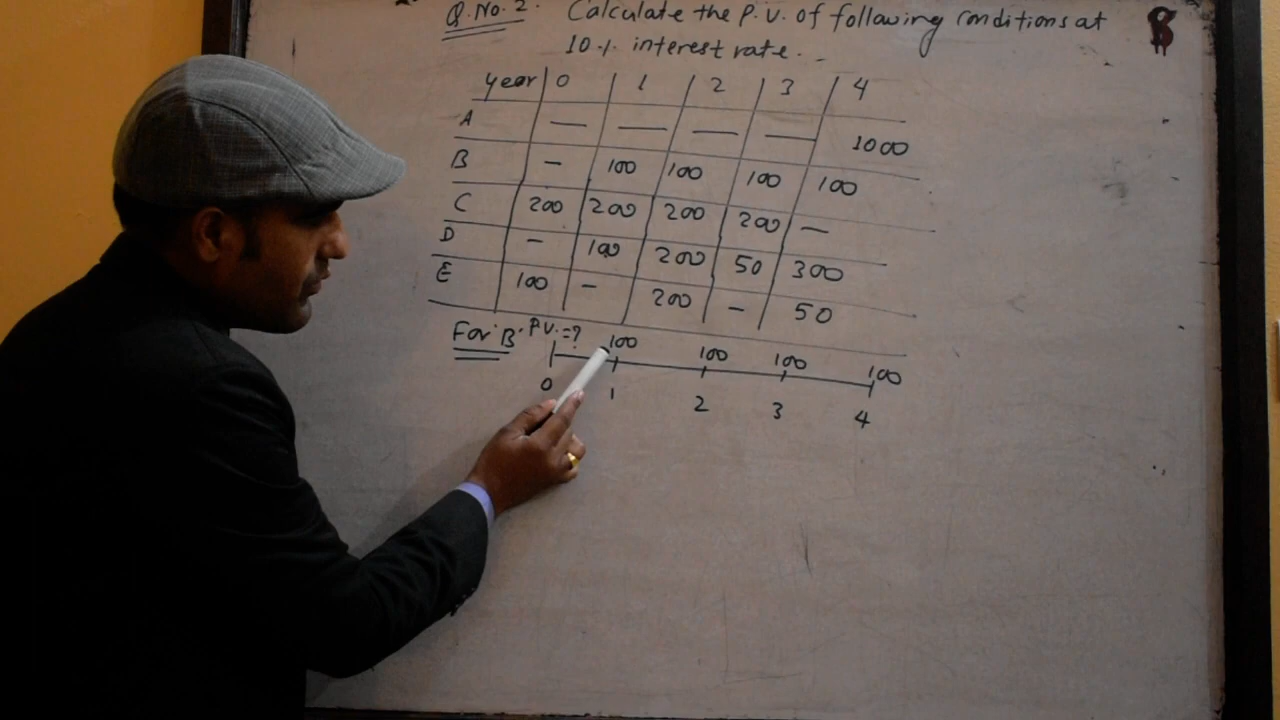 Q.No.2. Calculate the P.V. of following conditions at
10% interest rate.
year 0 1 2 3 4
A — — — — 1000
B — 100 100 100 100
C 200 200 200 200 —
D — 100 200 50 300
E 100 — 200 — 50
For 'B' P.V.=? 100 100 100 100
0 1 2 3 4